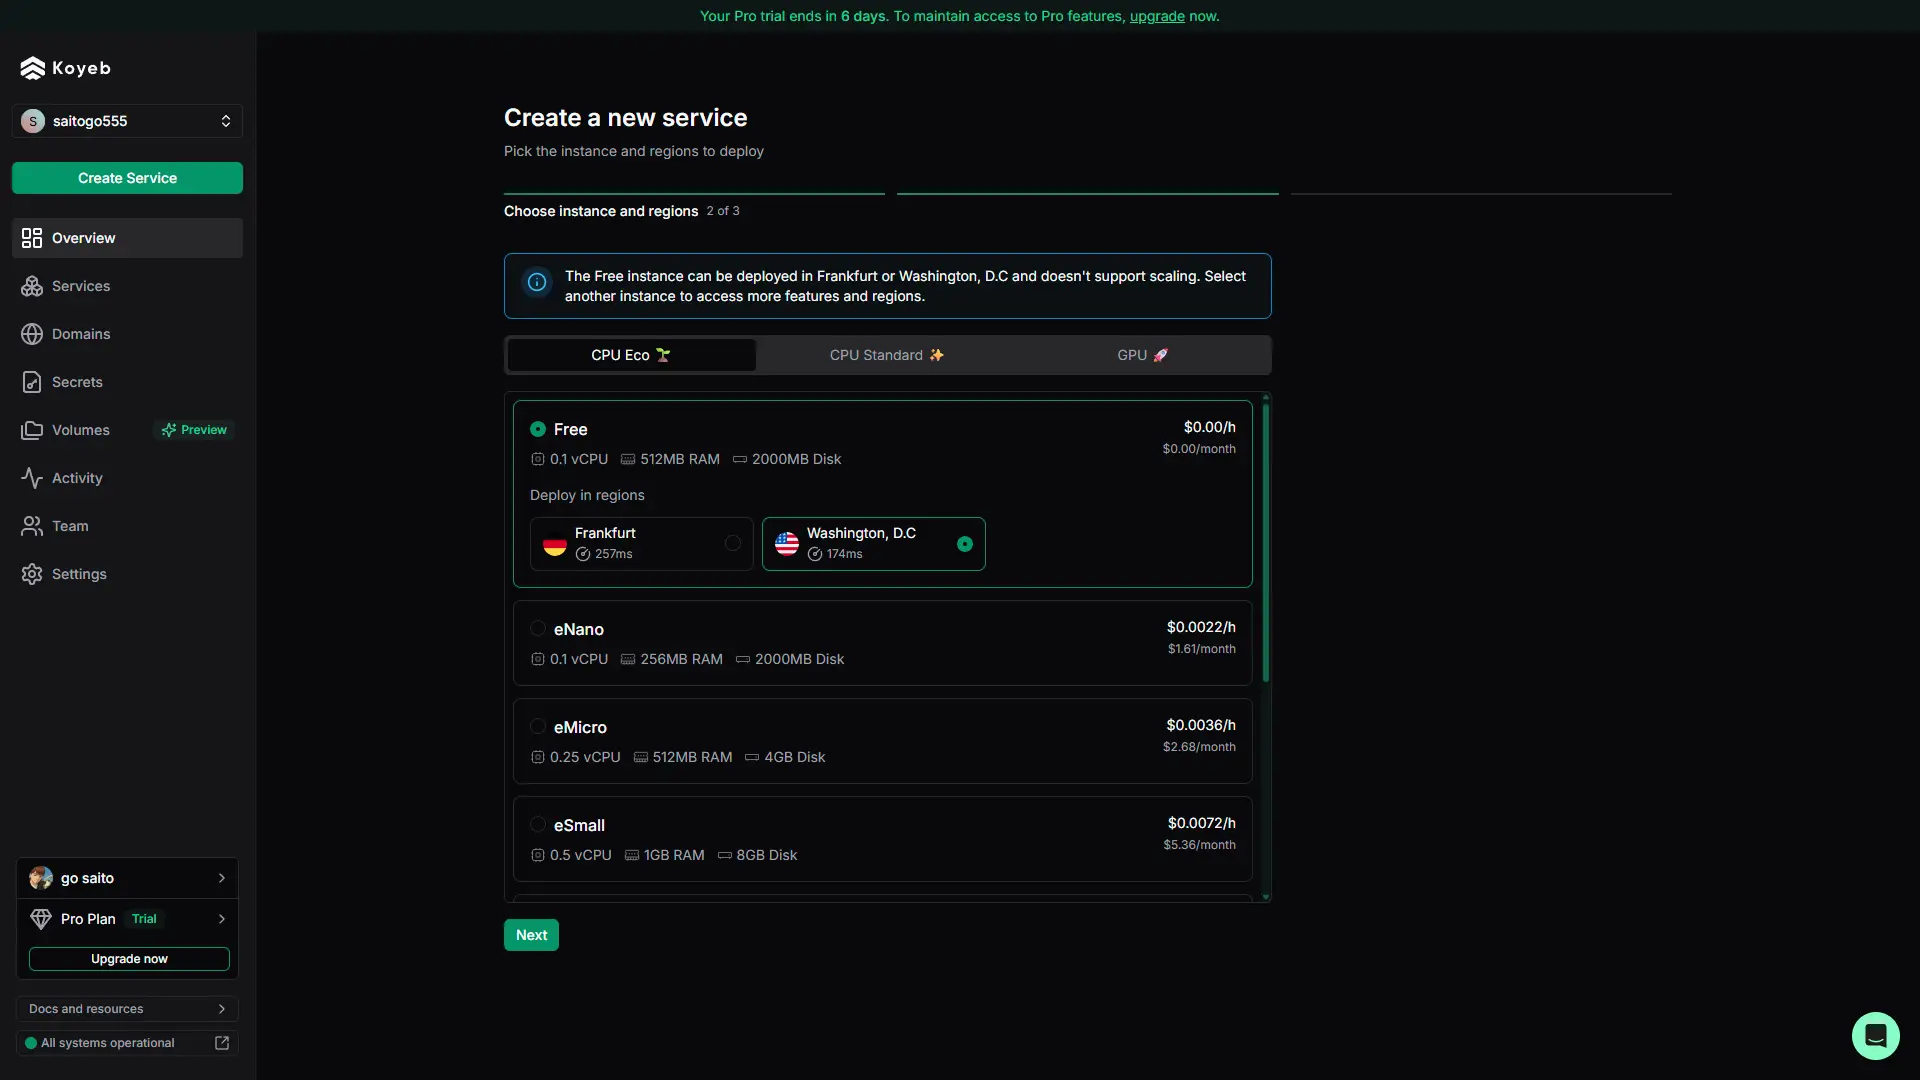 Your Pro trial ends in 6 days. To maintain access to Pro features, upgrade now.
Koyeb
S saitogo555
Create Service
Overview
Services
Domains
Secrets
Volumes Preview
Activity
Team
Settings
go saito
Pro Plan Trial
Upgrade now
Docs and resources
All systems operational
Create a new service
Pick the instance and regions to deploy
Choose instance and regions 2 of 3
The Free instance can be deployed in Frankfurt or Washington, D.C and doesn't support scaling. Select
another instance to access more features and regions.
CPU Eco 🌱 CPU Standard ✨ GPU 🚀
Free $0.00/h
0.1 vCPU 512MB RAM 2000MB Disk $0.00/month
Deploy in regions
Frankfurt
257ms
Washington, D.C
174ms
eNano $0.0022/h
0.1 vCPU 256MB RAM 2000MB Disk $1.61/month
eMicro $0.0036/h
0.25 vCPU 512MB RAM 4GB Disk $2.68/month
eSmall $0.0072/h
0.5 vCPU 1GB RAM 8GB Disk $5.36/month
Next